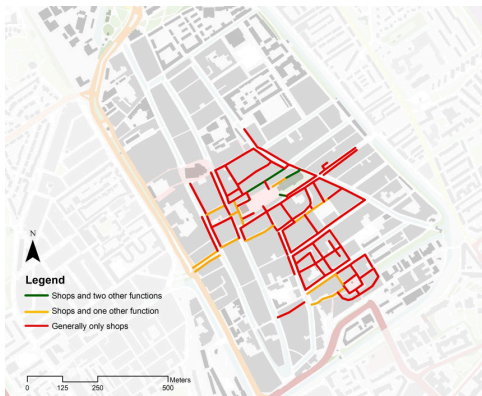 N
Legend
Shops and two other functions
Shops and one other function
Generally only shops
Meters
0 125 250 500